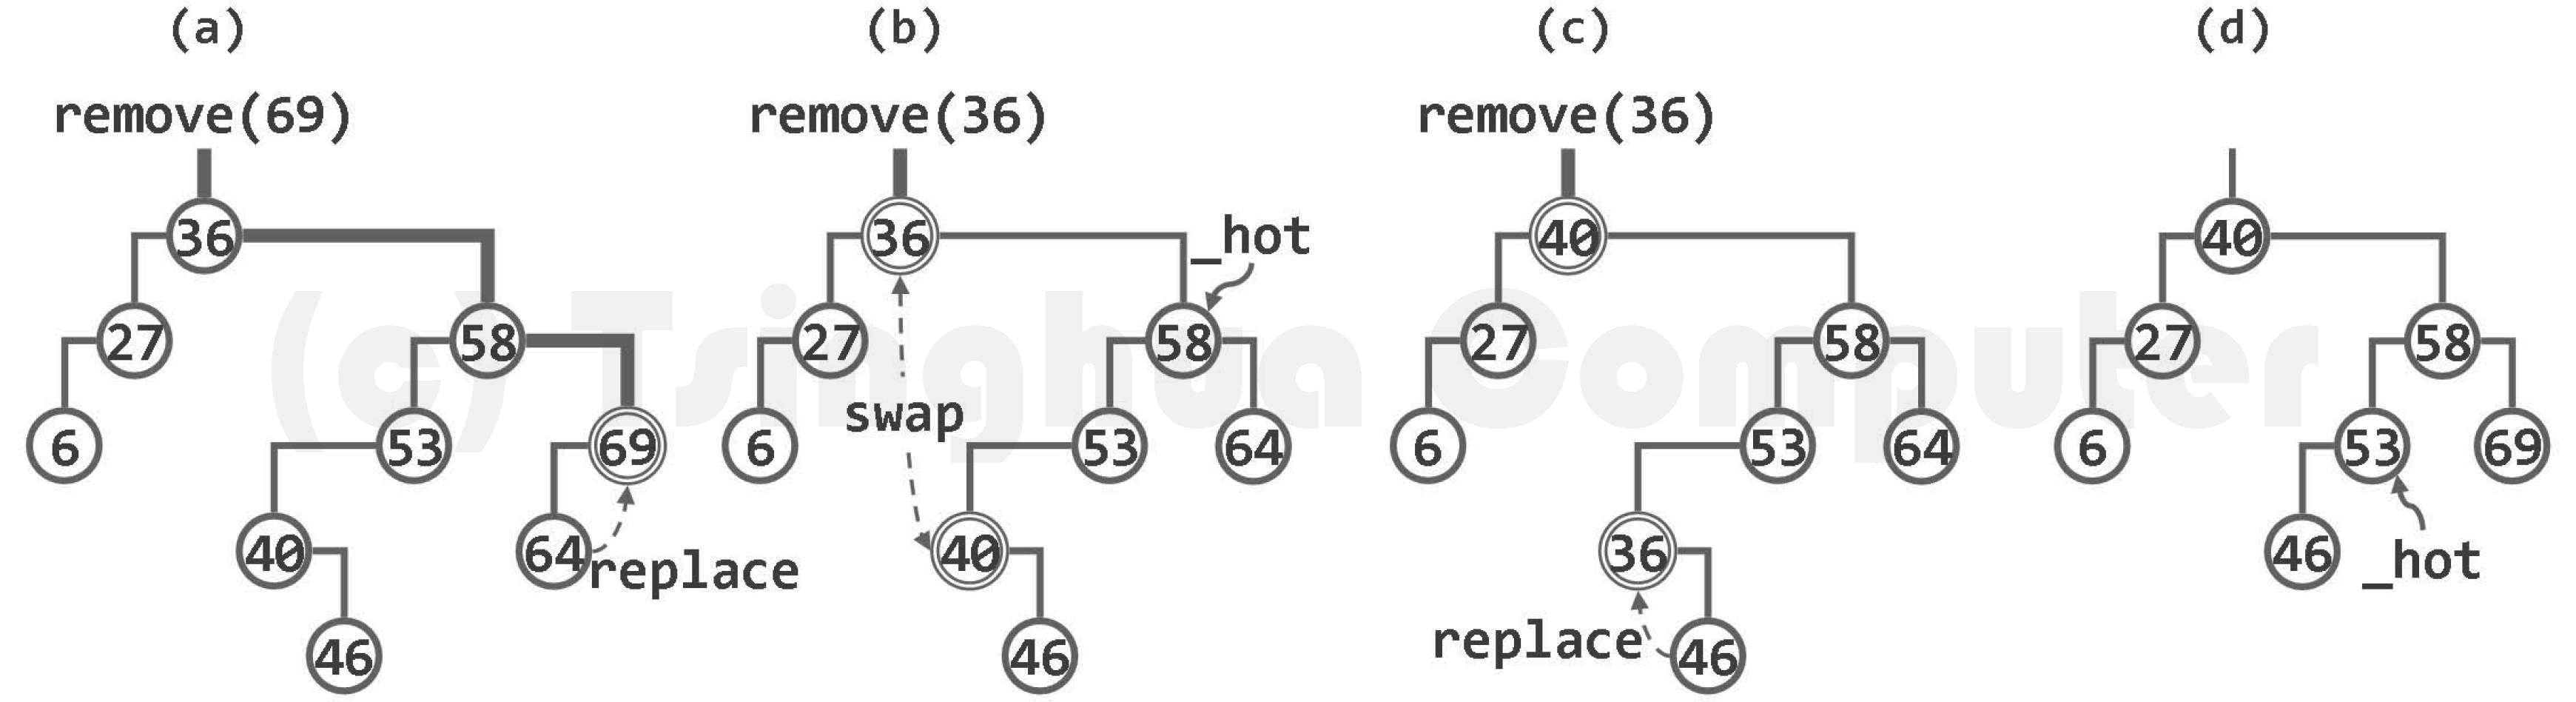 (a) (b) (c) (d)
remove(69) remove(36) remove(36)
36 36 _hot 40 40
27 58 27 58 27 58 27 58
swap
6 53 69 6 53 64 6 53 64 6 53 69
40 64 replace 40 36 46 _hot
46 46 replace 46
(c) Tsinghua Computer